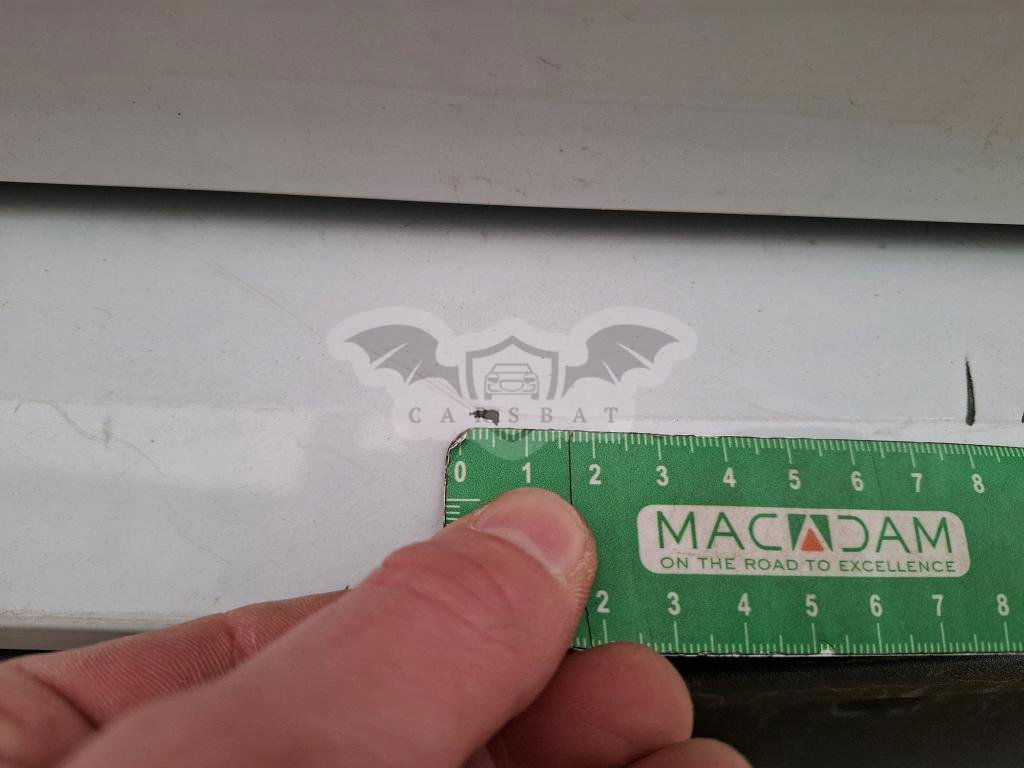 CARSBAT
0 1 2 3 4 5 6 7 8
MACADAM
ON THE ROAD TO EXCELLENCE
2 3 4 5 6 7 8